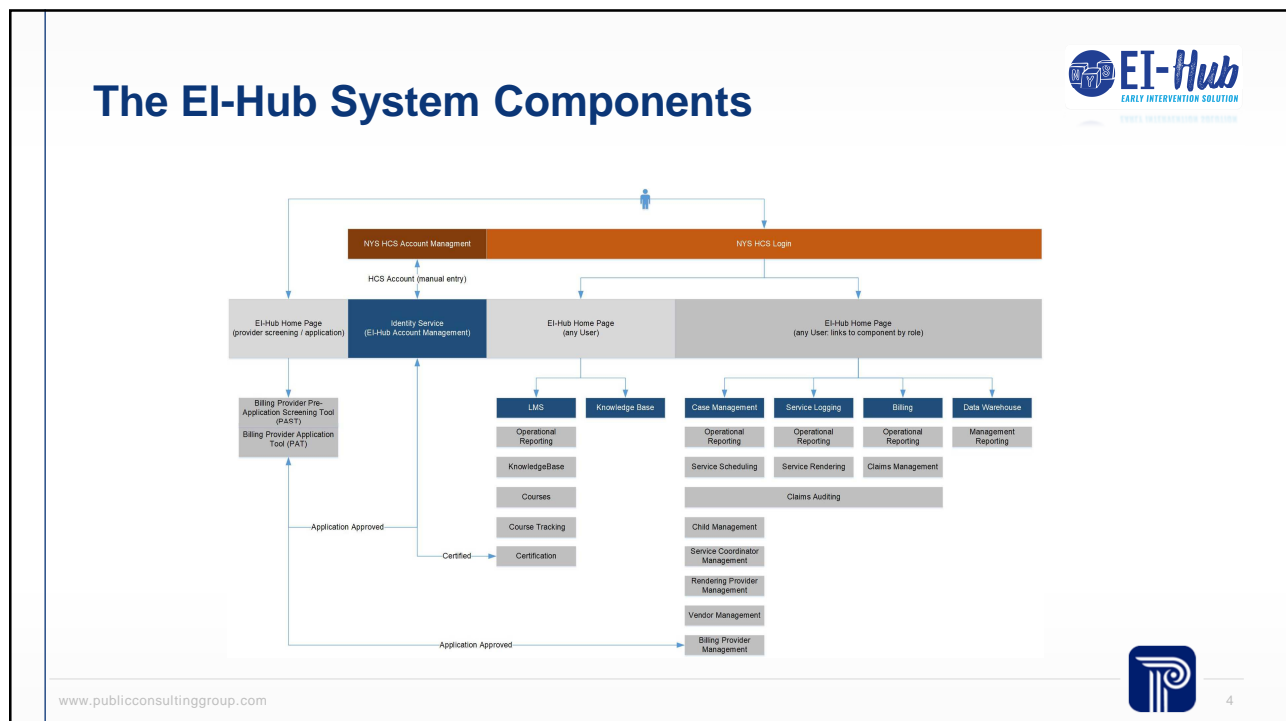 The EI-Hub System Components
NYS
EI-Hub
EARLY INTERVENTION SOLUTION
NYS HCS Account Managment
NYS HCS Login
HCS Account (manual entry)
EI-Hub Home Page
(provider screening / application)
Identity Service
(EI-Hub Account Management)
EI-Hub Home Page
(any User)
EI-Hub Home Page
(any User: links to component by role)
Billing Provider Pre-
Application Screening Tool
(PAST)
Billing Provider Application
Tool (PAT)
LMS
Knowledge Base
Case Management
Service Logging
Billing
Data Warehouse
Operational
Reporting
Operational
Reporting
Operational
Reporting
Operational
Reporting
Management
Reporting
KnowledgeBase
Service Scheduling
Service Rendering
Claims Management
Courses
Claims Auditing
Application Approved
Course Tracking
Child Management
Certified
Certification
Service Coordinator
Management
Rendering Provider
Management
Vendor Management
Application Approved
Billing Provider
Management
www.publicconsultinggroup.com
4